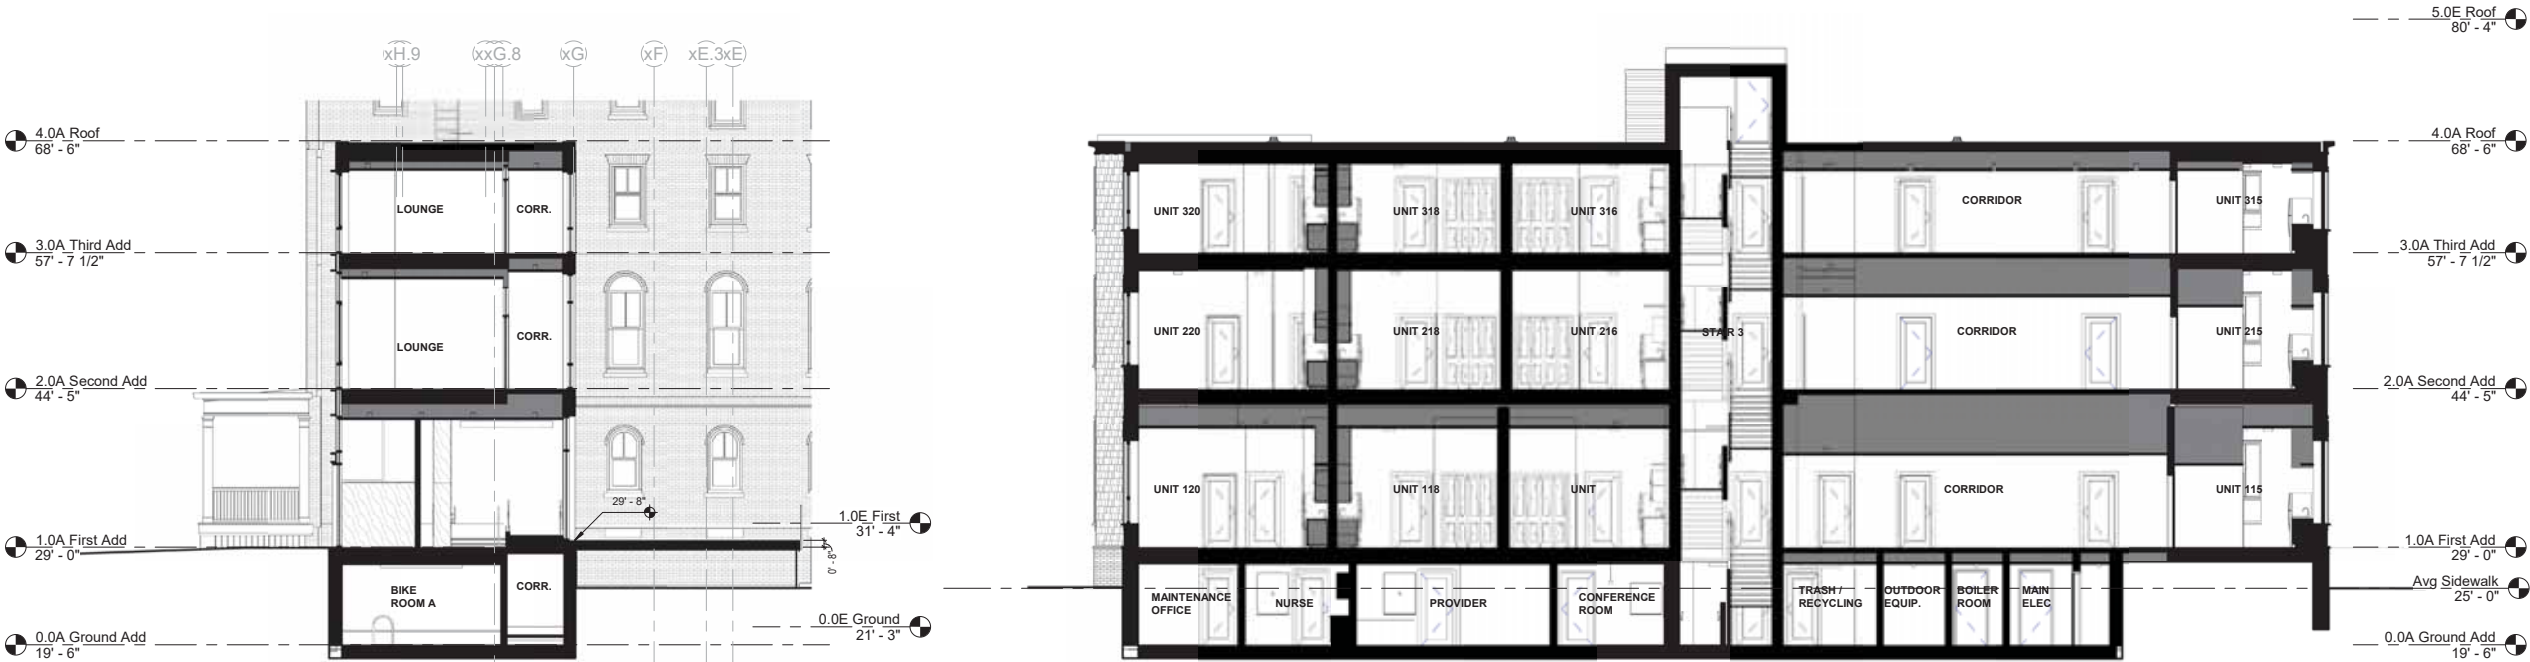 xH.9
xxG.8
xG
xF
xE.3
xE
4.0A Roof
68' - 6"
3.0A Third Add
57' - 7 1/2"
2.0A Second Add
44' - 5"
1.0A First Add
29' - 0"
0.0A Ground Add
19' - 6"
LOUNGE
CORR.
LOUNGE
CORR.
29' - 8"
BIKE
ROOM A
CORR.
0' - 8"
1.0E First
31' - 4"
0.0E Ground
21' - 3"
UNIT 320
UNIT 318
UNIT 316
CORRIDOR
UNIT 315
UNIT 220
UNIT 218
UNIT 216
STAIR 3
CORRIDOR
UNIT 215
UNIT 120
UNIT 118
UNIT
CORRIDOR
UNIT 115
MAINTENANCE
OFFICE
NURSE
PROVIDER
CONFERENCE
ROOM
TRASH /
RECYCLING
OUTDOOR
EQUIP.
BOILER
ROOM
MAIN
ELEC
5.0E Roof
80' - 4"
4.0A Roof
68' - 6"
3.0A Third Add
57' - 7 1/2"
2.0A Second Add
44' - 5"
1.0A First Add
29' - 0"
Avg Sidewalk
25' - 0"
0.0A Ground Add
19' - 6"